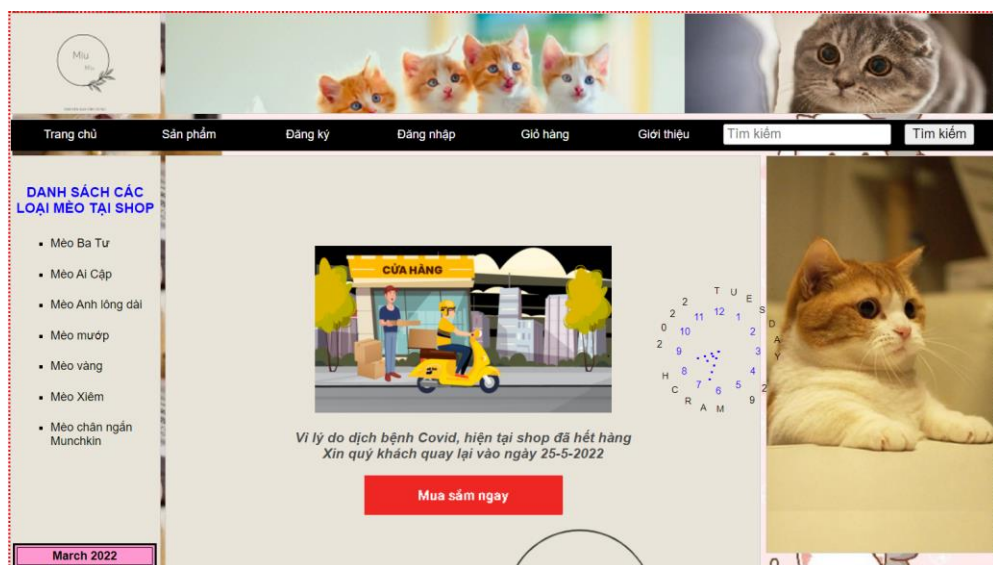 Miu
Miu
Trang chủ
Sản phẩm
Đăng ký
Đăng nhập
Giỏ hàng
Giới thiệu
Tìm kiếm
Tìm kiếm
DANH SÁCH CÁC
LOẠI MÈO TẠI SHOP
Mèo Ba Tư
Mèo Ai Cập
Mèo Anh lông dài
Mèo mướp
Mèo vàng
Mèo Xiêm
Mèo chân ngắn
Munchkin
CỬA HÀNG
TUESDAY 29 MARCH 2022
12
1
2
3
4
5
6
7
8
9
10
11
Vì lý do dịch bệnh Covid, hiện tại shop đã hết hàng
Xin quý khách quay lại vào ngày 25-5-2022
Mua sắm ngay
March 2022